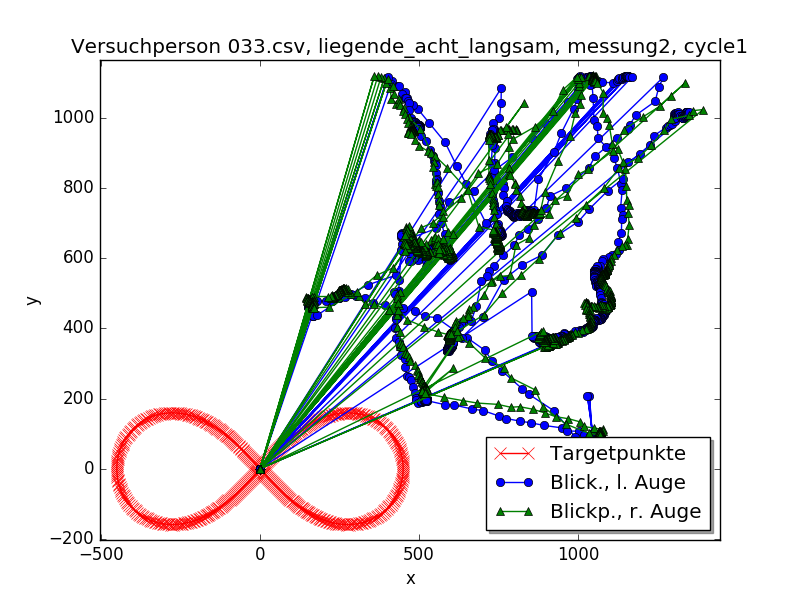 Versuchperson 033.csv, liegende_acht_langsam, messung2, cycle1
y
1000
800
600
400
200
0
−200
−500
0
500
1000
x
Targetpunkte
Blick., l. Auge
Blickp., r. Auge